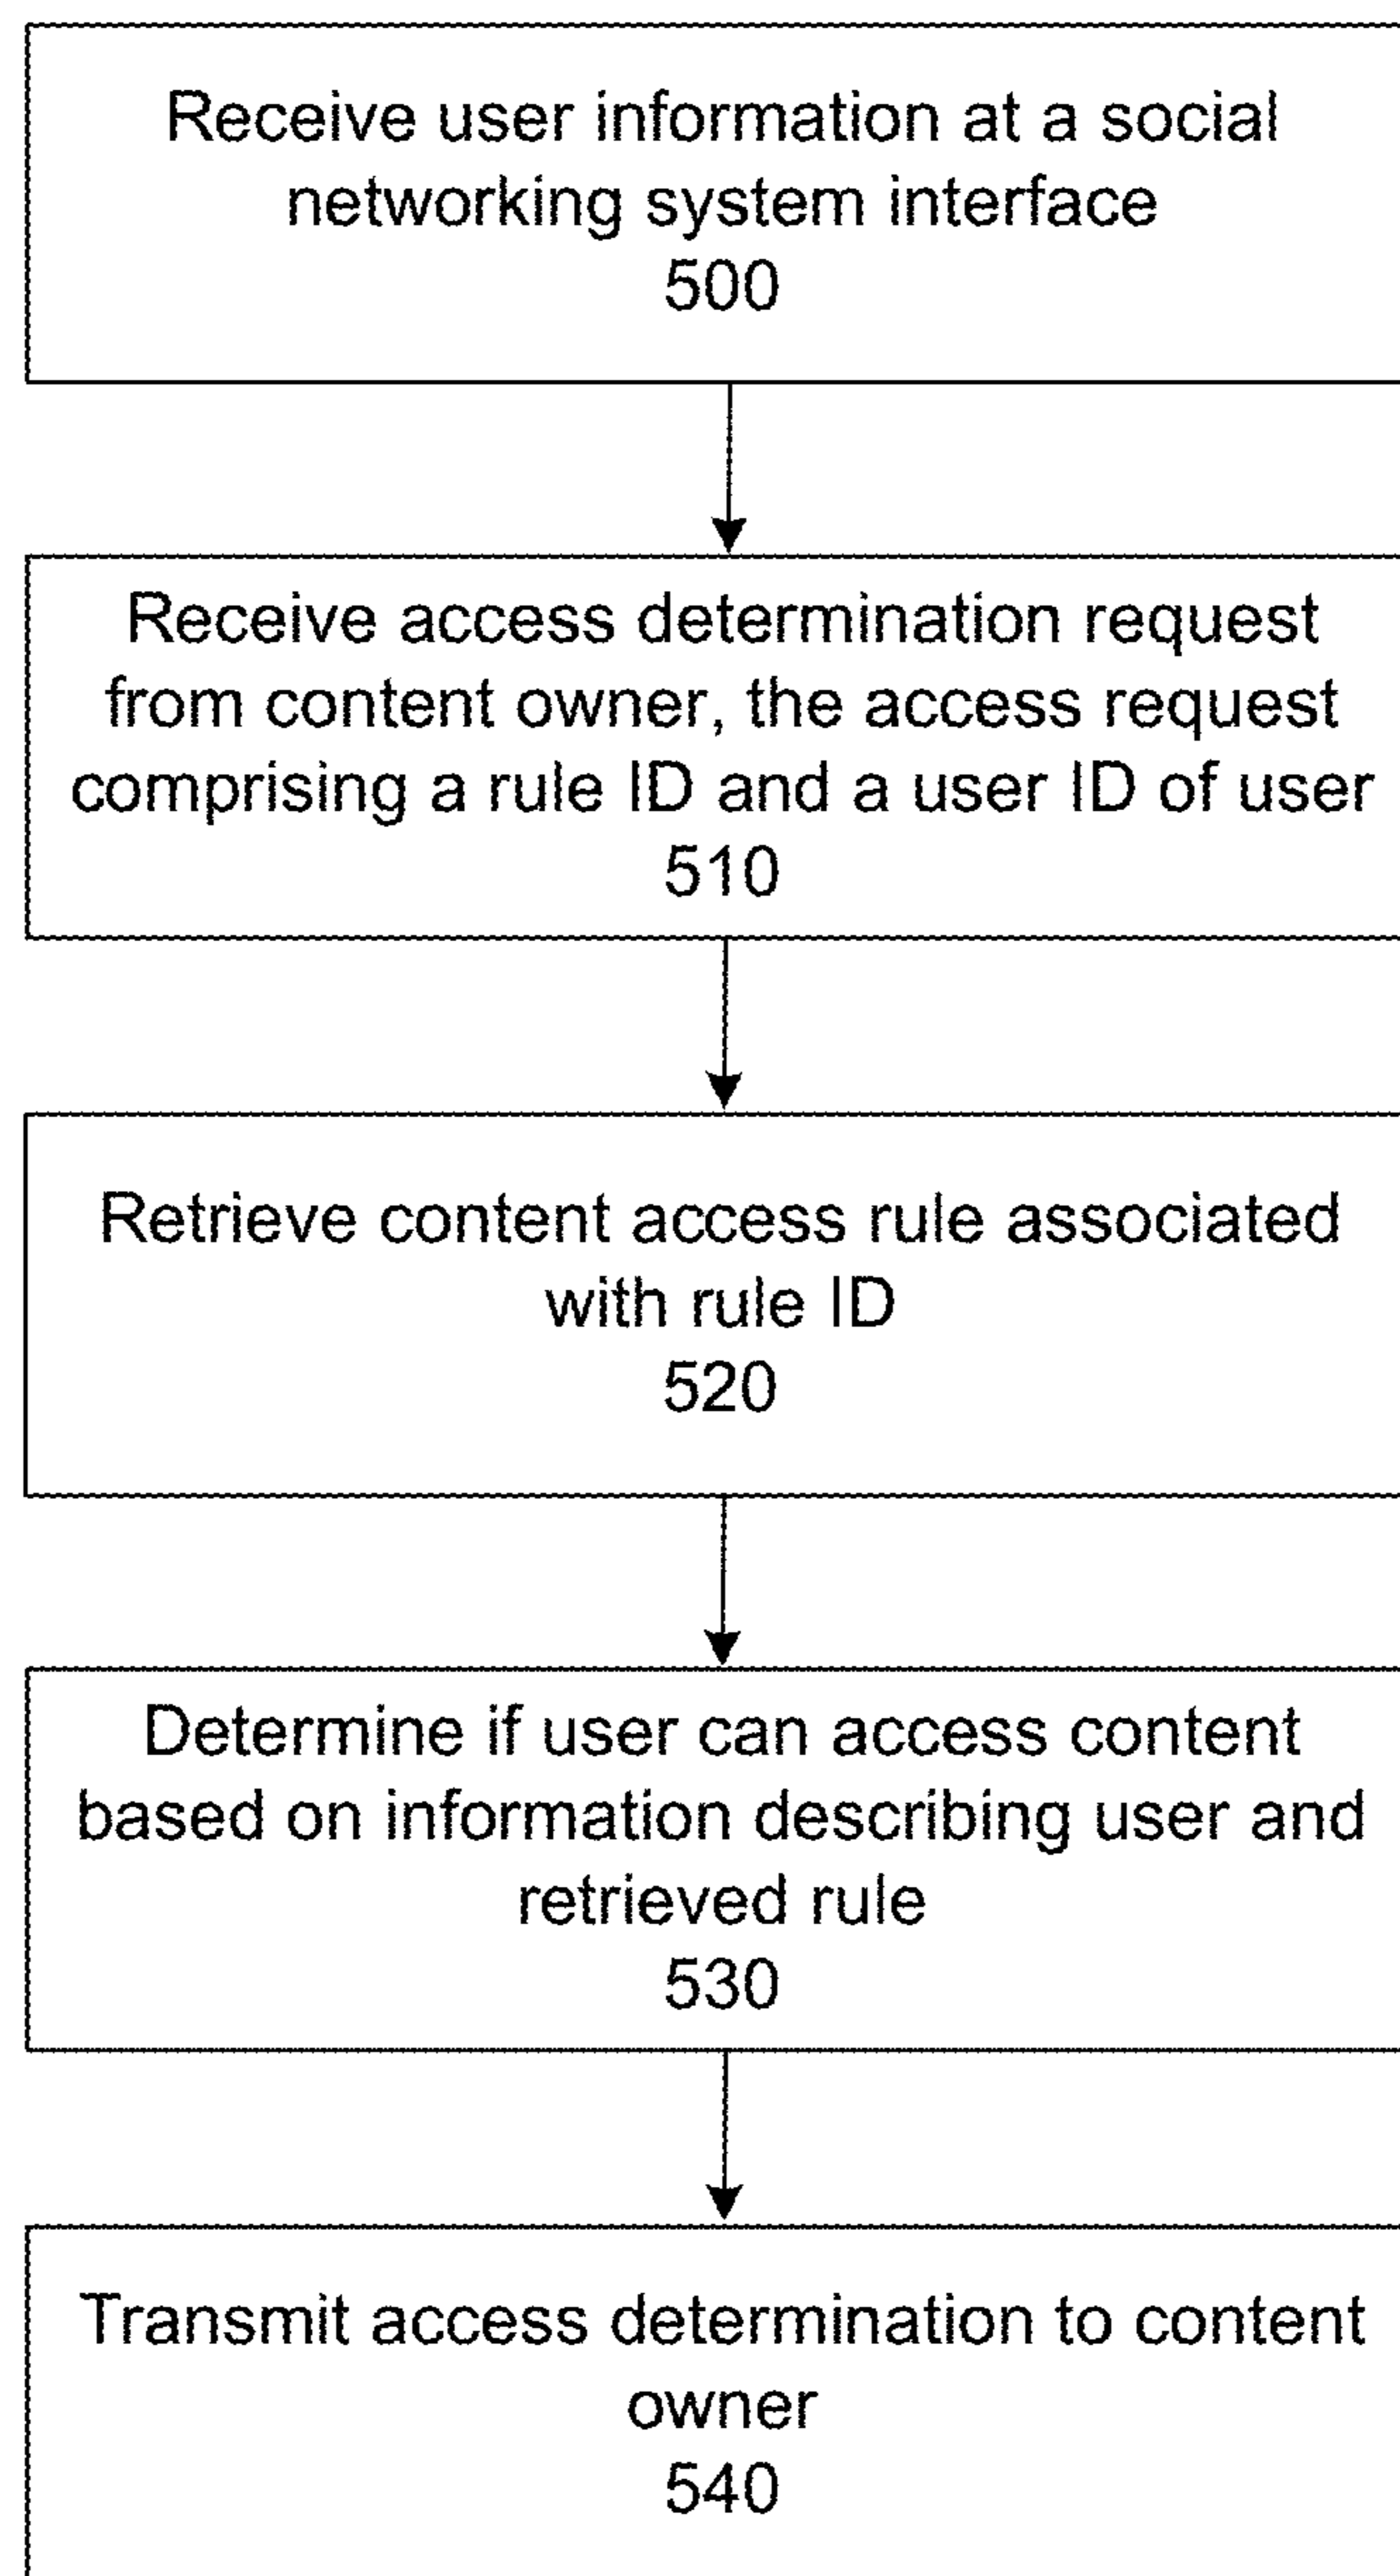 Receive user information at a social
networking system interface
500
Receive access determination request
from content owner, the access request
comprising a rule ID and a user ID of user
510
Retrieve content access rule associated
with rule ID
520
Determine if user can access content
based on information describing user and
retrieved rule
530
Transmit access determination to content
owner
540